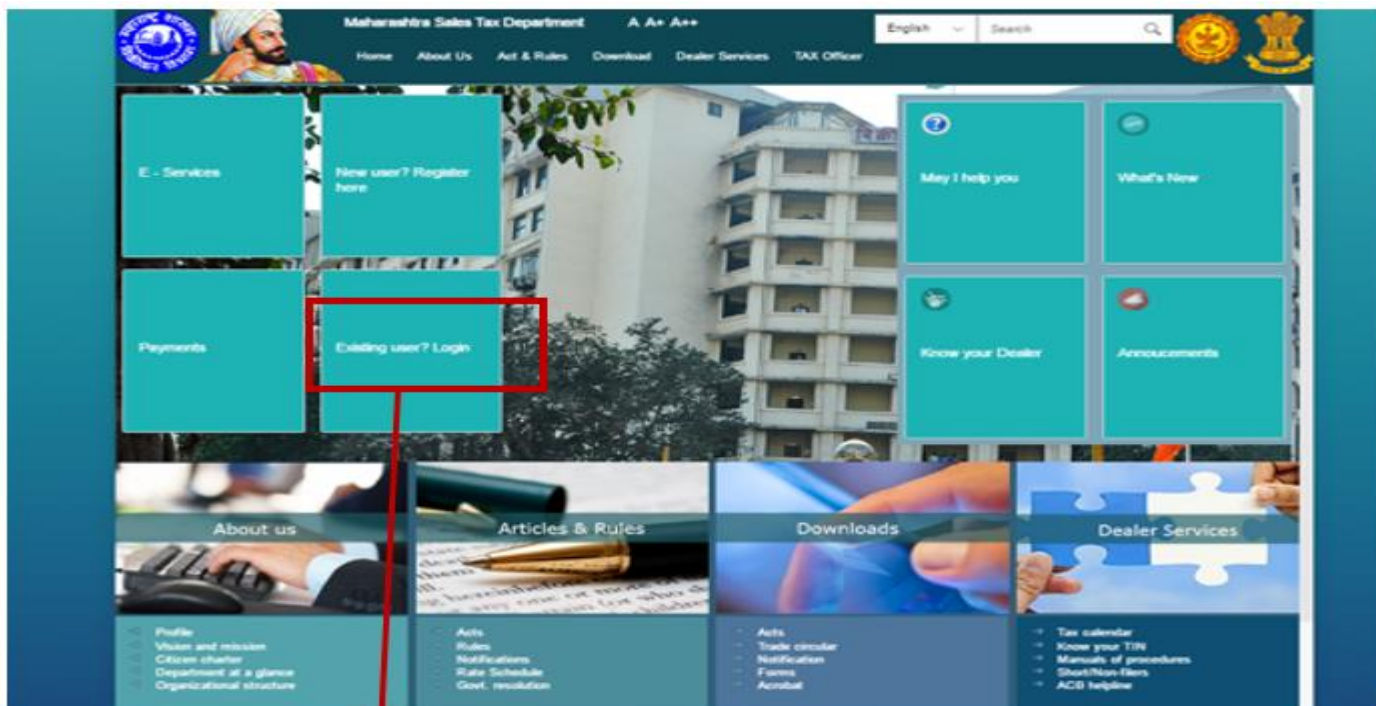 Maharashtra Sales Tax Department A A+ A++
English Search
Home About Us Act & Rules Download Dealer Services TAX Officer
E - Services
New user? Register
here
May I help you
What's New
Payments
Existing user? Login
Know your Dealer
Annoucements
About us
Articles & Rules
Downloads
Dealer Services
Profile
Vision and mission
Citizen charter
Department at a glance
Organizational structure
Acts
Rules
Notifications
Rate Schedule
Govt. resolution
Acts
Trade circular
Notification
Forms
Acrobat
Tax calendar
Know your TIN
Manuals of procedures
Short/Non-filers
ACB helpline